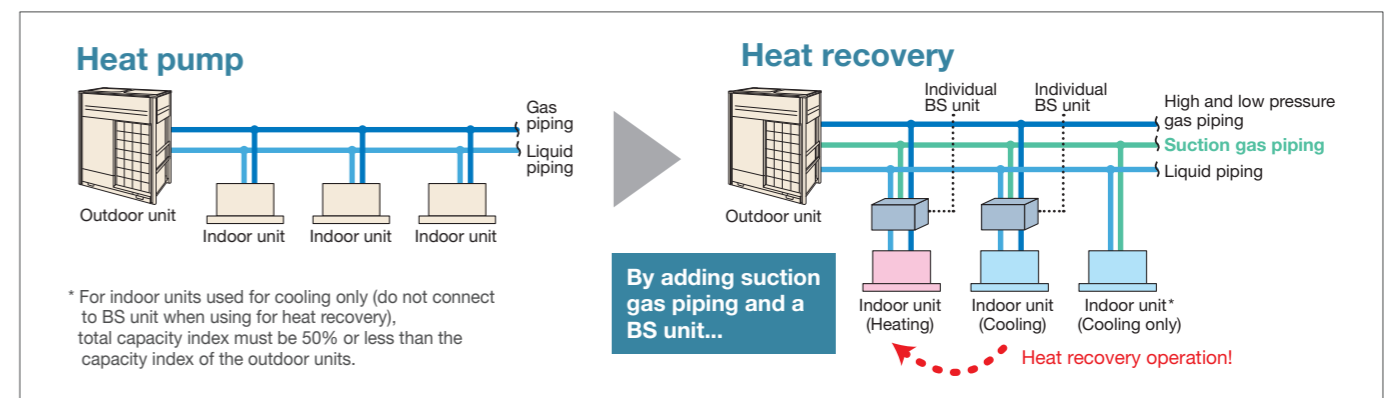 Heat pump
Gas
piping
Liquid
piping
Outdoor unit
Indoor unit
Indoor unit
Indoor unit
* For indoor units used for cooling only (do not connect
to BS unit when using for heat recovery),
total capacity index must be 50% or less than the
capacity index of the outdoor units.
Heat recovery
Individual
BS unit
Individual
BS unit
High and low pressure
gas piping
Suction gas piping
Liquid piping
Outdoor unit
By adding suction
gas piping and a
BS unit...
Indoor unit
(Heating)
Indoor unit
(Cooling)
Indoor unit*
(Cooling only)
Heat recovery operation!